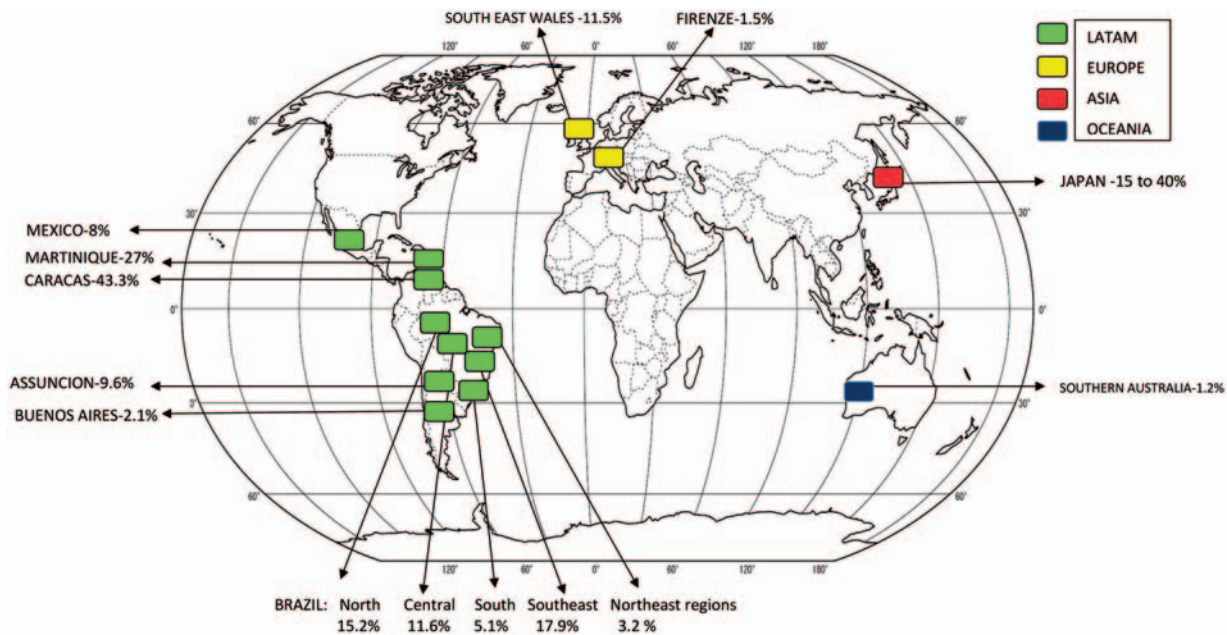 SOUTH EAST WALES -11.5%
FIRENZE-1.5%
LATAM
EUROPE
ASIA
OCEANIA
120° 60° 0° 60° 120° 180°
60°
60°
JAPAN -15 to 40%
30°
30°
MEXICO-8%
MARTINIQUE-27%
CARACAS-43.3%
0°
0°
ASSUNCION-9.6%
SOUTHERN AUSTRALIA-1.2%
BUENOS AIRES-2.1%
30°
30°
60°
60°
120° 60° 0° 60° 120° 180°
BRAZIL: North Central South Southeast Northeast regions
15.2% 11.6% 5.1% 17.9% 3.2 %